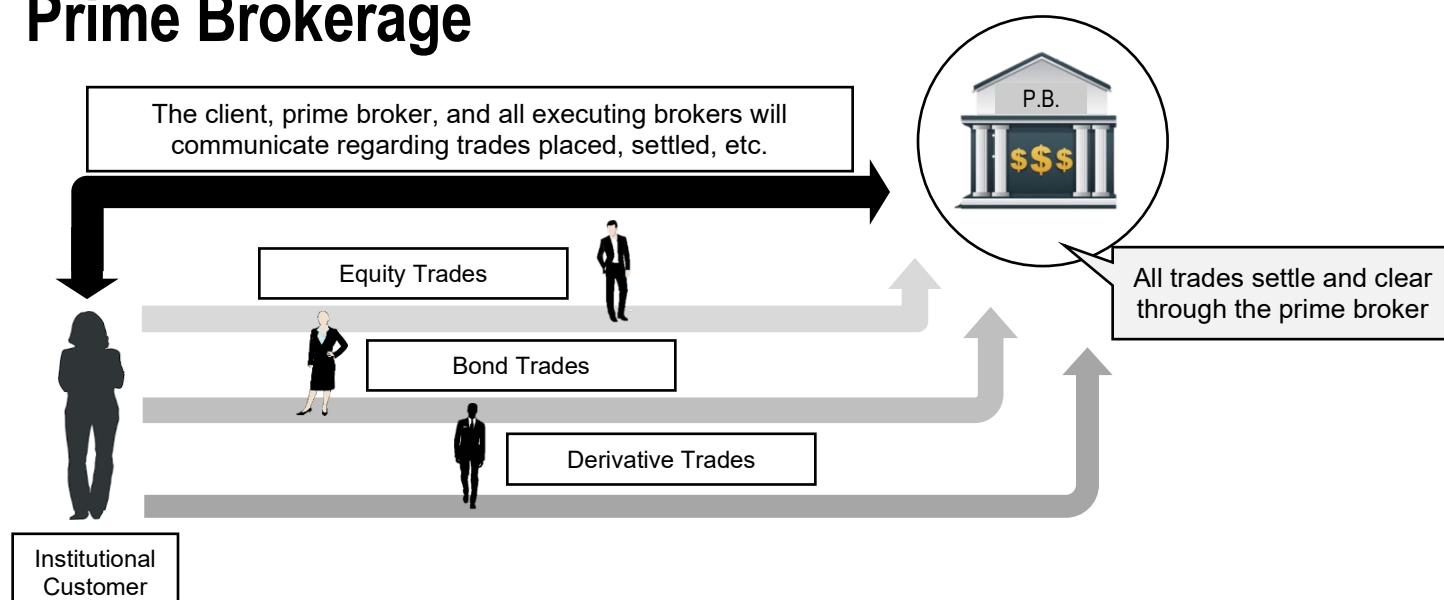 Prime Brokerage
The client, prime broker, and all executing brokers will
communicate regarding trades placed, settled, etc.
P.B.
$$$
Equity Trades
All trades settle and clear
through the prime broker
Bond Trades
Derivative Trades
Institutional
Customer